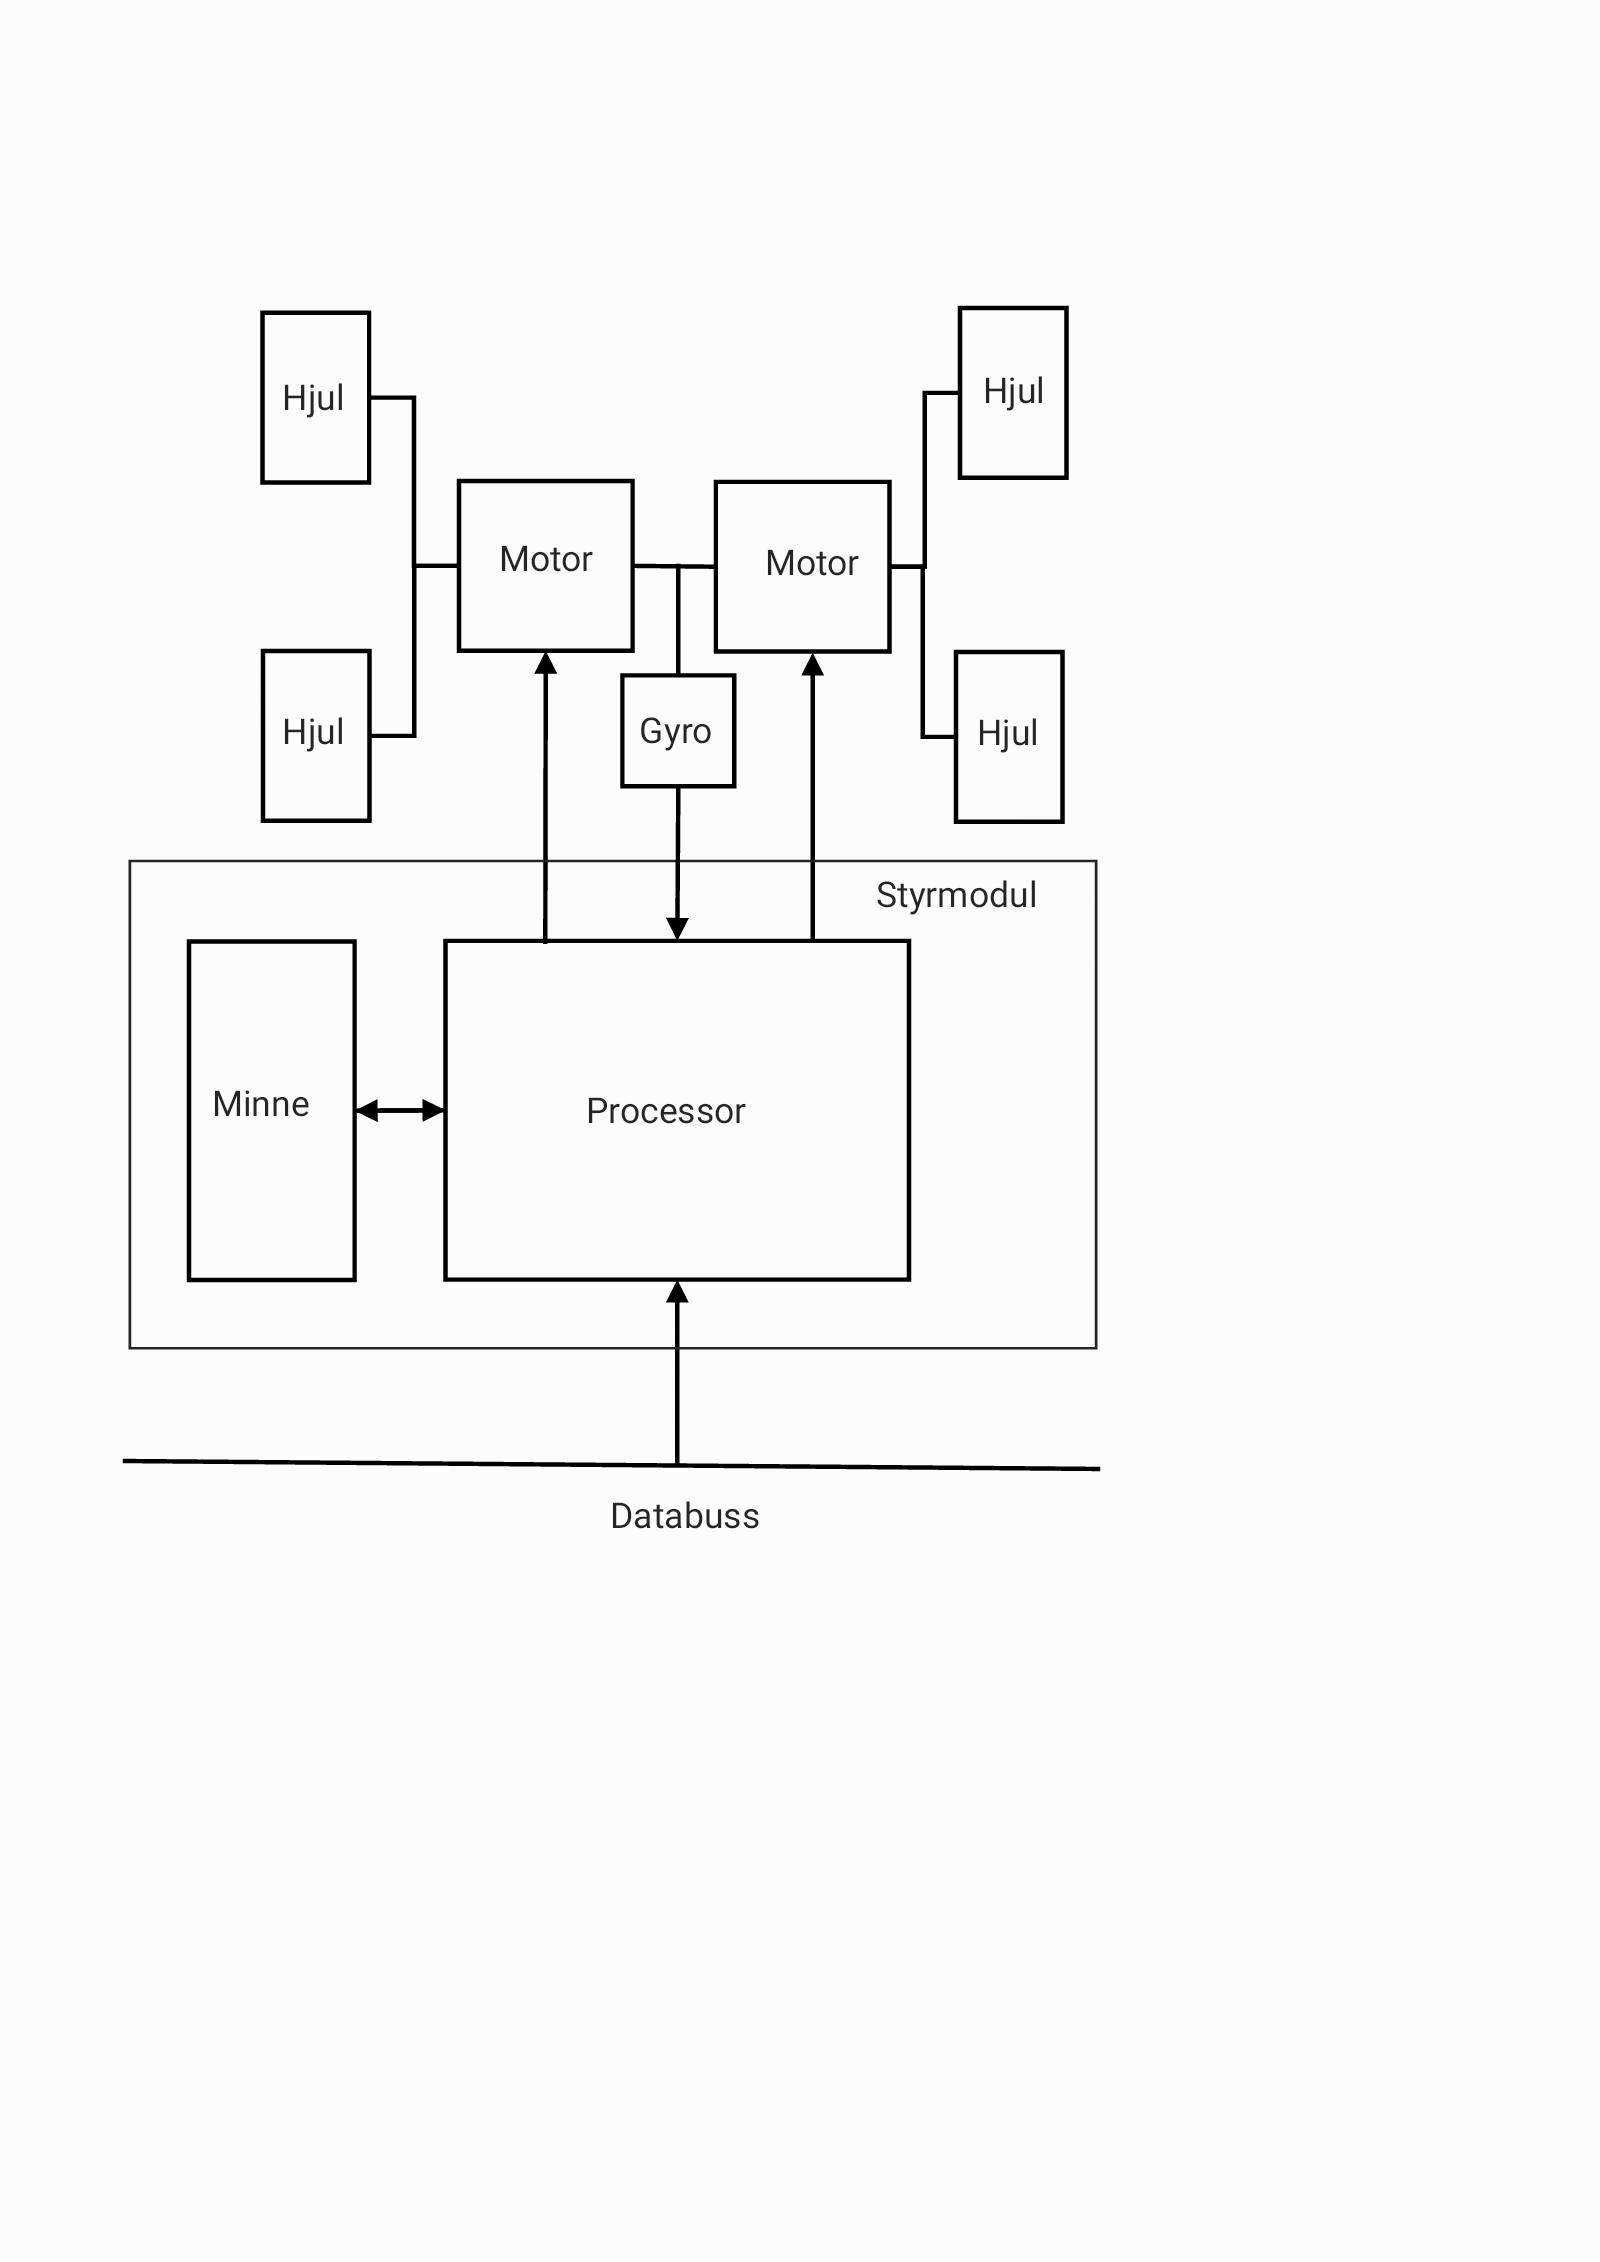 Hjul
Hjul
Motor
Motor
Hjul
Gyro
Hjul
Styrmodul
Minne
Processor
Databuss